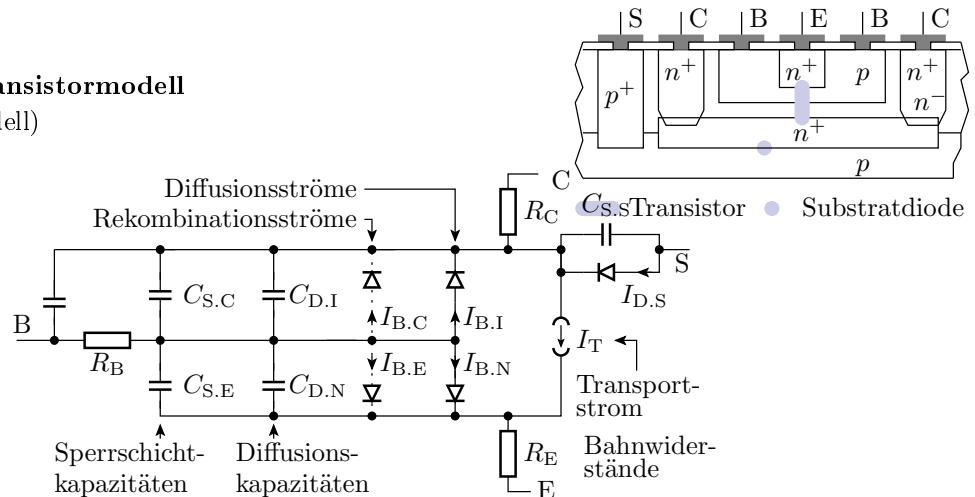 S C B E B C
ansistormodell
ell)
n+ n+ p n+
p+ n−
n+
p
Diffusionsströme
C
Rekombinationsströme
R_C
C_S.S Transistor Substratdiode
S
I_D.S
C_S.C C_D.I I_B.C I_B.I
B
R_B
I_T
I_B.E I_B.N
C_S.E C_D.N
Transport-
strom
Sperrschicht-
kapazitäten
Diffusions-
kapazitäten
R_E
E
Bahnwider-
stände